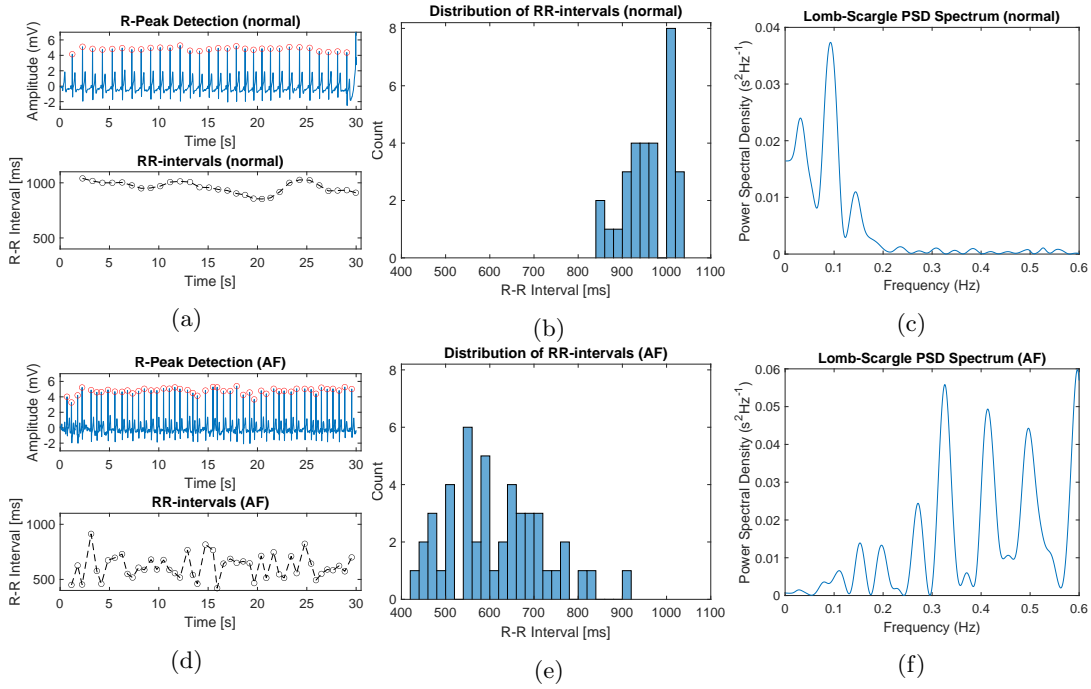 R-Peak Detection (normal)
Amplitude (mV)
6
4
2
0
-2
0 5 10 15 20 25 30
Time [s]
RR-intervals (normal)
R-R Interval [ms]
1000
500
0 5 10 15 20 25 30
Time [s]
(a)
Distribution of RR-intervals (normal)
Count
8
6
4
2
0
400 500 600 700 800 900 1000 1100
R-R Interval [ms]
(b)
Lomb-Scargle PSD Spectrum (normal)
Power Spectral Density (s²Hz⁻¹)
0.04
0.03
0.02
0.01
0
0 0.1 0.2 0.3 0.4 0.5 0.6
Frequency (Hz)
(c)
R-Peak Detection (AF)
Amplitude (mV)
6
4
2
0
-2
0 5 10 15 20 25 30
Time [s]
RR-intervals (AF)
R-R Interval [ms]
1000
500
0 5 10 15 20 25 30
Time [s]
(d)
Distribution of RR-intervals (AF)
Count
8
6
4
2
0
400 500 600 700 800 900 1000 1100
R-R Interval [ms]
(e)
Lomb-Scargle PSD Spectrum (AF)
Power Spectral Density (s²Hz⁻¹)
0.06
0.05
0.04
0.03
0.02
0.01
0
0 0.1 0.2 0.3 0.4 0.5 0.6
Frequency (Hz)
(f)